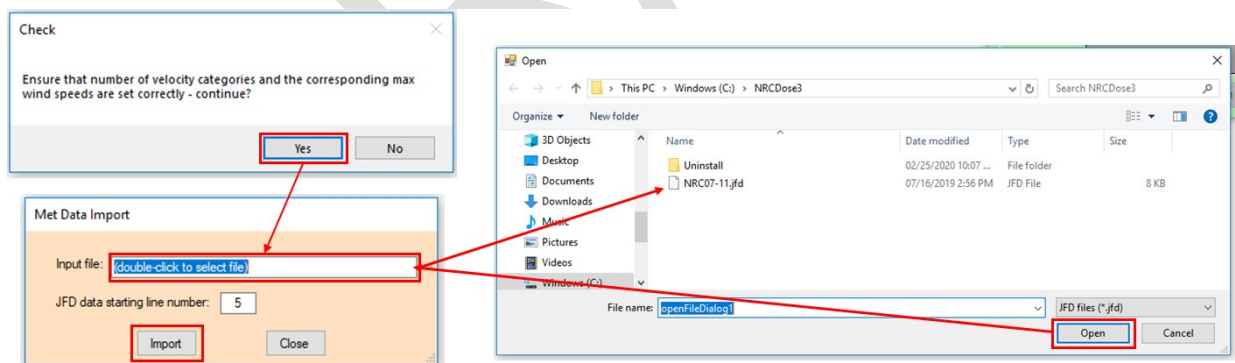 Check
Ensure that number of velocity categories and the corresponding max
wind speeds are set correctly - continue?
Yes
No
Met Data Import
Input file:
(double-click to select file)
JFD data starting line number:
5
Import
Close
Open
This PC > Windows (C:) > NRCDose3
Search NRCDose3
Organize
New folder
3D Objects
Desktop
Documents
Downloads
Music
Pictures
Videos
Windows (C:)
Name
Date modified
Type
Size
Uninstall
02/25/2020 10:07 ...
File folder
NRC07-11.jfd
07/16/2019 2:56 PM
JFD File
8 KB
File name:
openFileDialog1
JFD files (*.jfd)
Open
Cancel